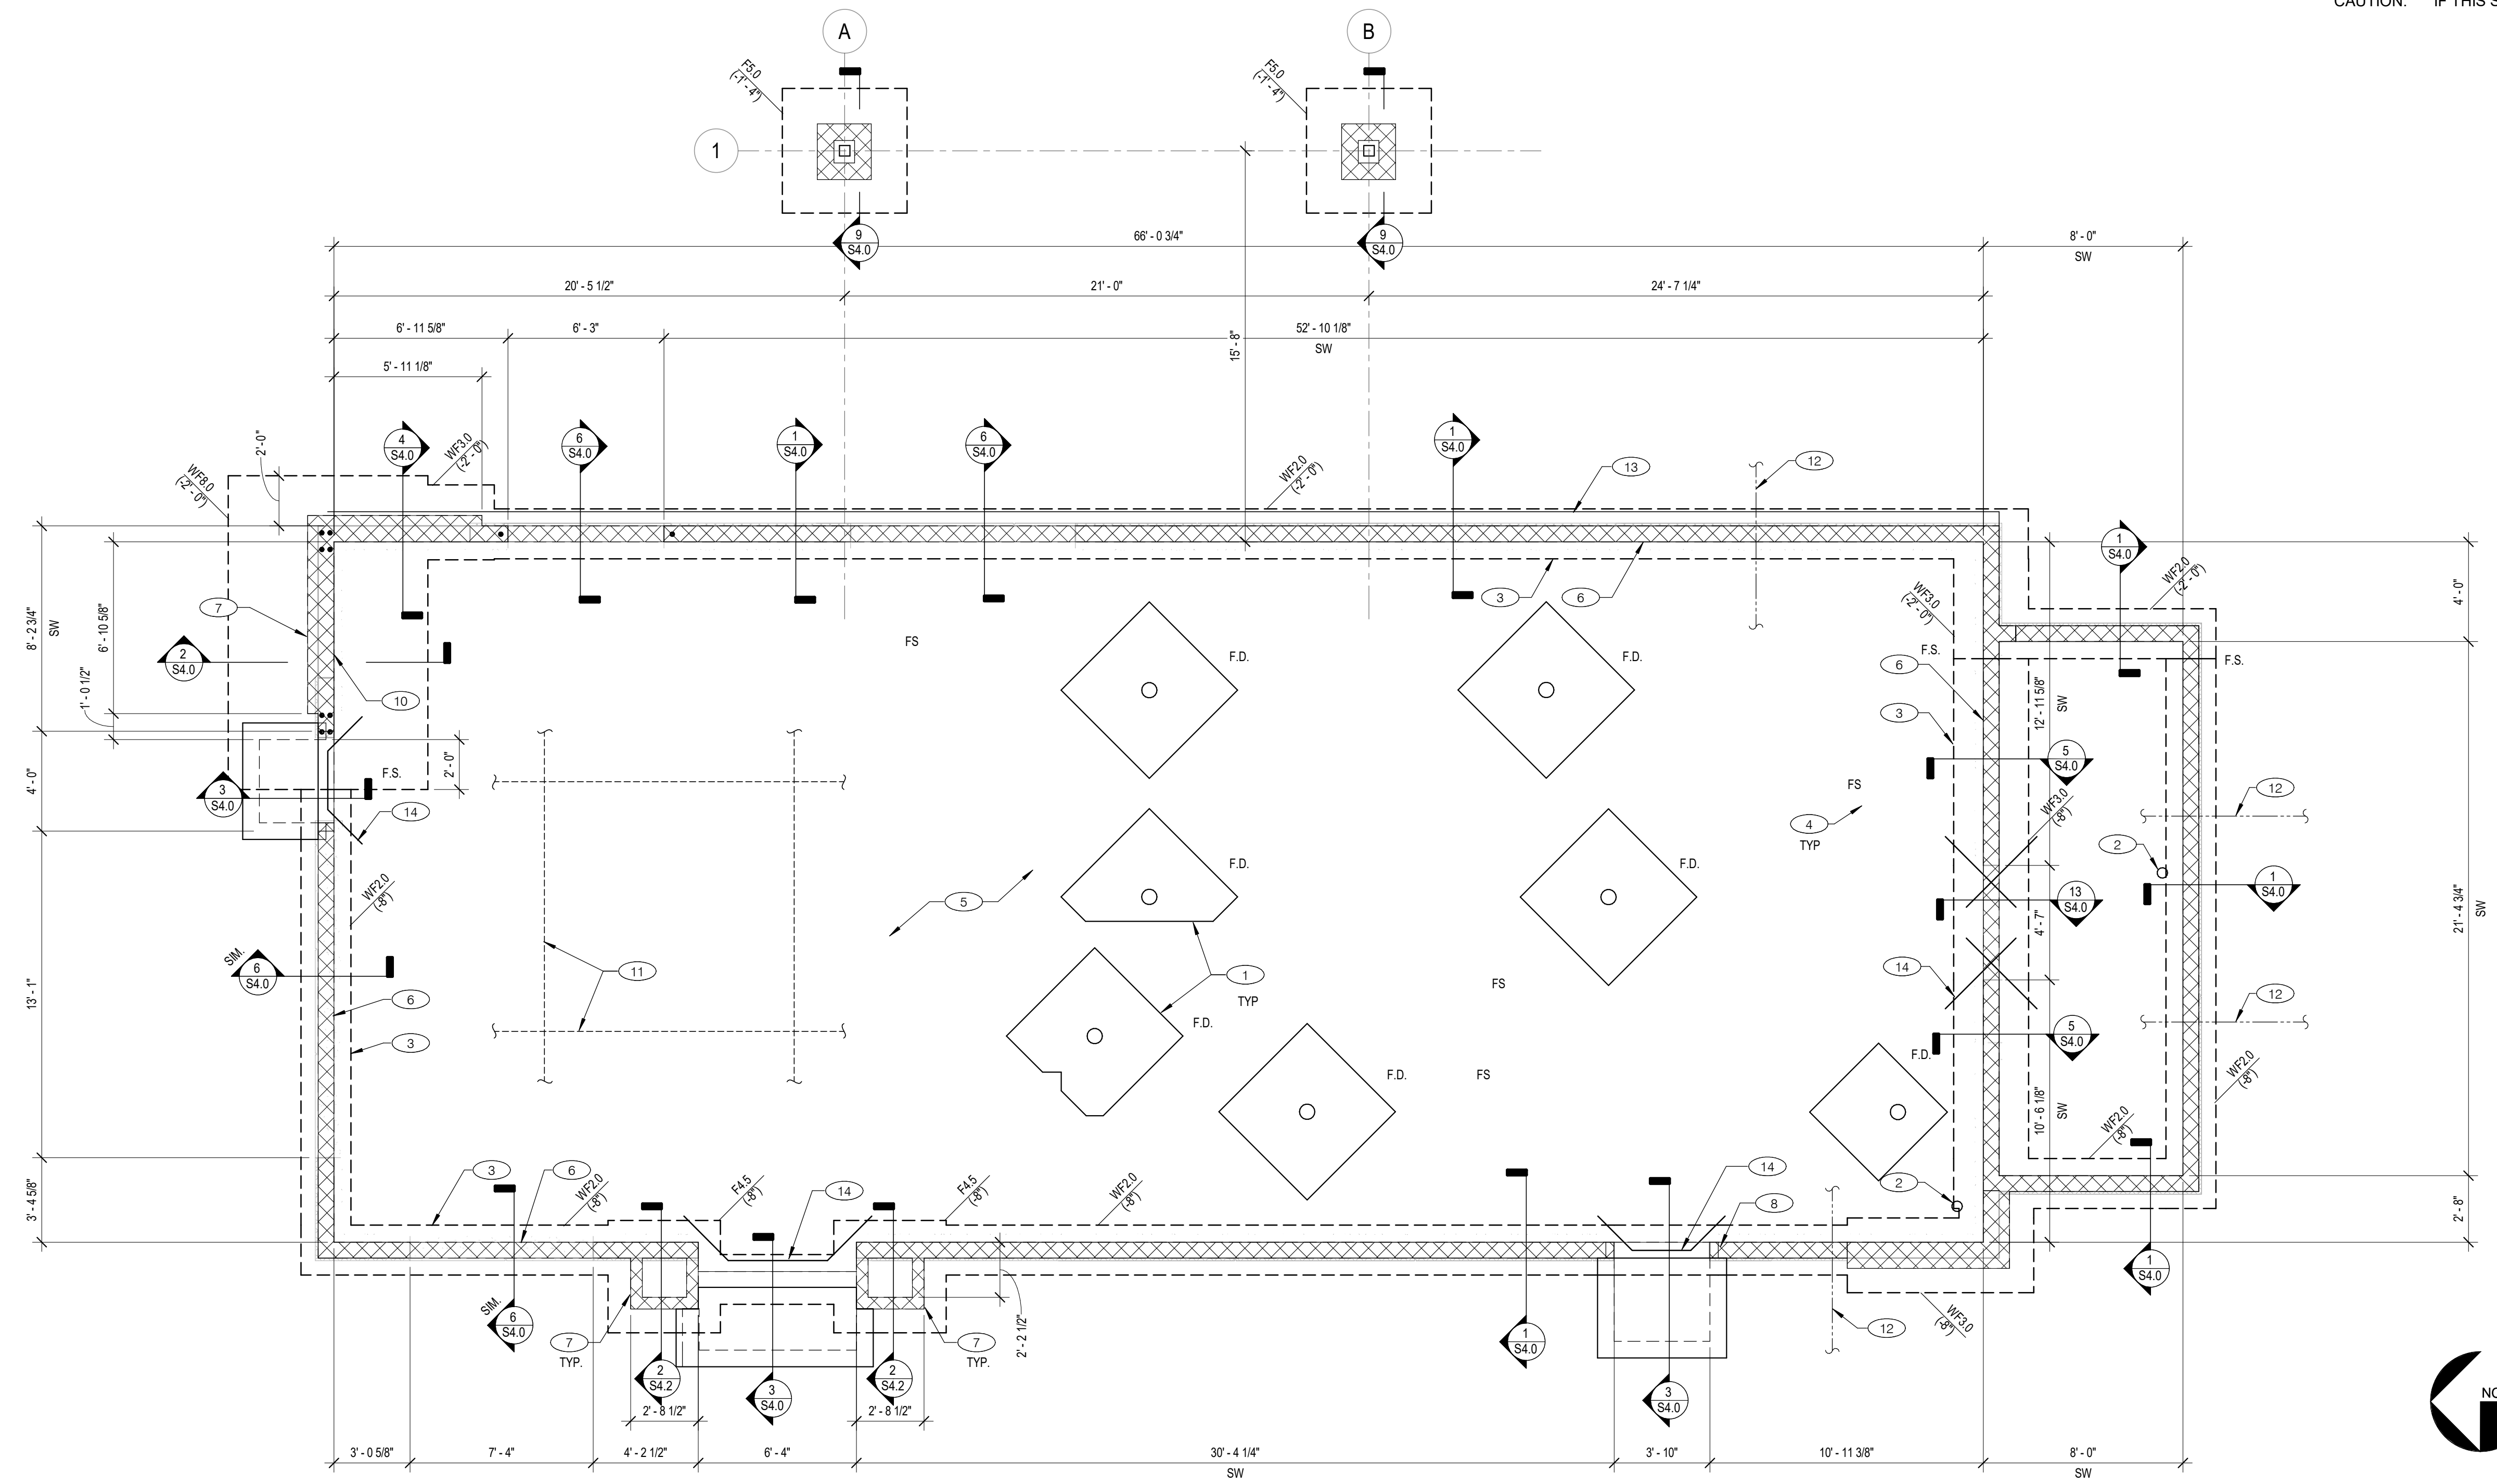 CAUTION: IF THIS S
A
B
F5.0
(-1' - 4")
F5.0
(-1' - 4")
1
9
S4.0
9
S4.0
66' - 0 3/4"
8' - 0"
SW
20' - 5 1/2"
21' - 0"
24' - 7 1/4"
6' - 11 5/8"
6' - 3"
52' - 10 1/8"
SW
15' - 8"
5' - 11 1/8"
2'-0"
4
S4.0
WF3.0
(-2' - 0")
6
S4.0
1
S4.0
6
S4.0
1
S4.0
WF8.0
(-2' - 0")
WF2.0
(-2' - 0")
13
12
1
S4.0
WF2.0
(-2' - 0")
8' - 2 3/4"
SW
6' - 10 5/8"
1' - 0 1/2"
7
2
S4.0
10
3
6
WF3.0
(-2' - 0")
4' - 0"
FS
F.D.
F.D.
6
F.S.
F.S.
3
12' - 11 5/8"
SW
4' - 0"
3
S4.0
F.S.
2' - 0"
14
FS
5
S4.0
12
WF3.0
(-8")
4
TYP
2
F.D.
F.D.
WF2.0
(-8")
5
13
S4.0
1
S4.0
4' - 7"
21' - 4 3/4"
SW
SIM.
6
S4.0
11
1
TYP
14
FS
12
13' - 1"
6
3
F.D.
5
S4.0
F.D.
FS
F.D.
WF2.0
(-8")
10' - 6 1/8"
SW
WF2.0
(-8")
3' - 4 5/8"
3
6
WF2.0
(-8")
F4.5
(-8")
14
F4.5
(-8")
WF2.0
(-8")
14
8
2
2' - 8"
1
S4.0
SIM.
6
S4.0
7
TYP.
7
TYP.
2' - 2 1/2"
1
S4.0
12
WF3.0
(-8")
2
S4.2
3
S4.0
2
S4.2
3
S4.0
2' - 8 1/2"
2' - 8 1/2"
NO
3' - 0 5/8"
7' - 4"
4' - 2 1/2"
6' - 4"
30' - 4 1/4"
SW
3' - 10"
10' - 11 3/8"
8' - 0"
SW